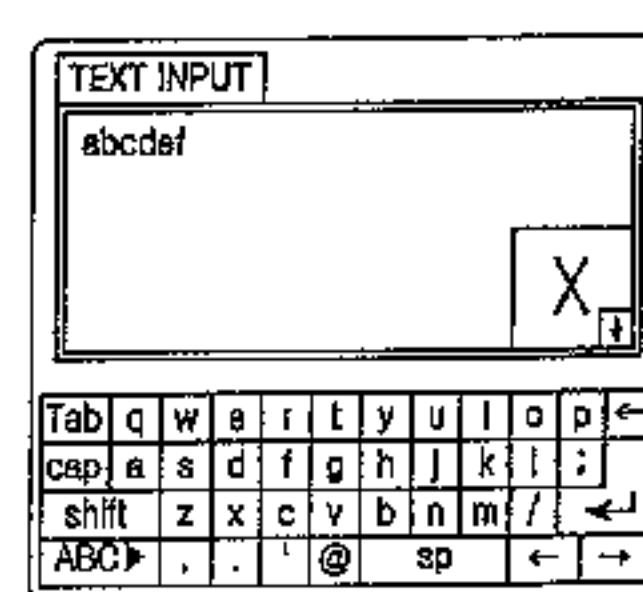 TEXT INPUT
abcdef
X
Tab q w e r t y u i o p ←
cap a s d f g h j k l ;
shift z x c v b n m / ↵
ABC▶ , . ' @ sp ← →